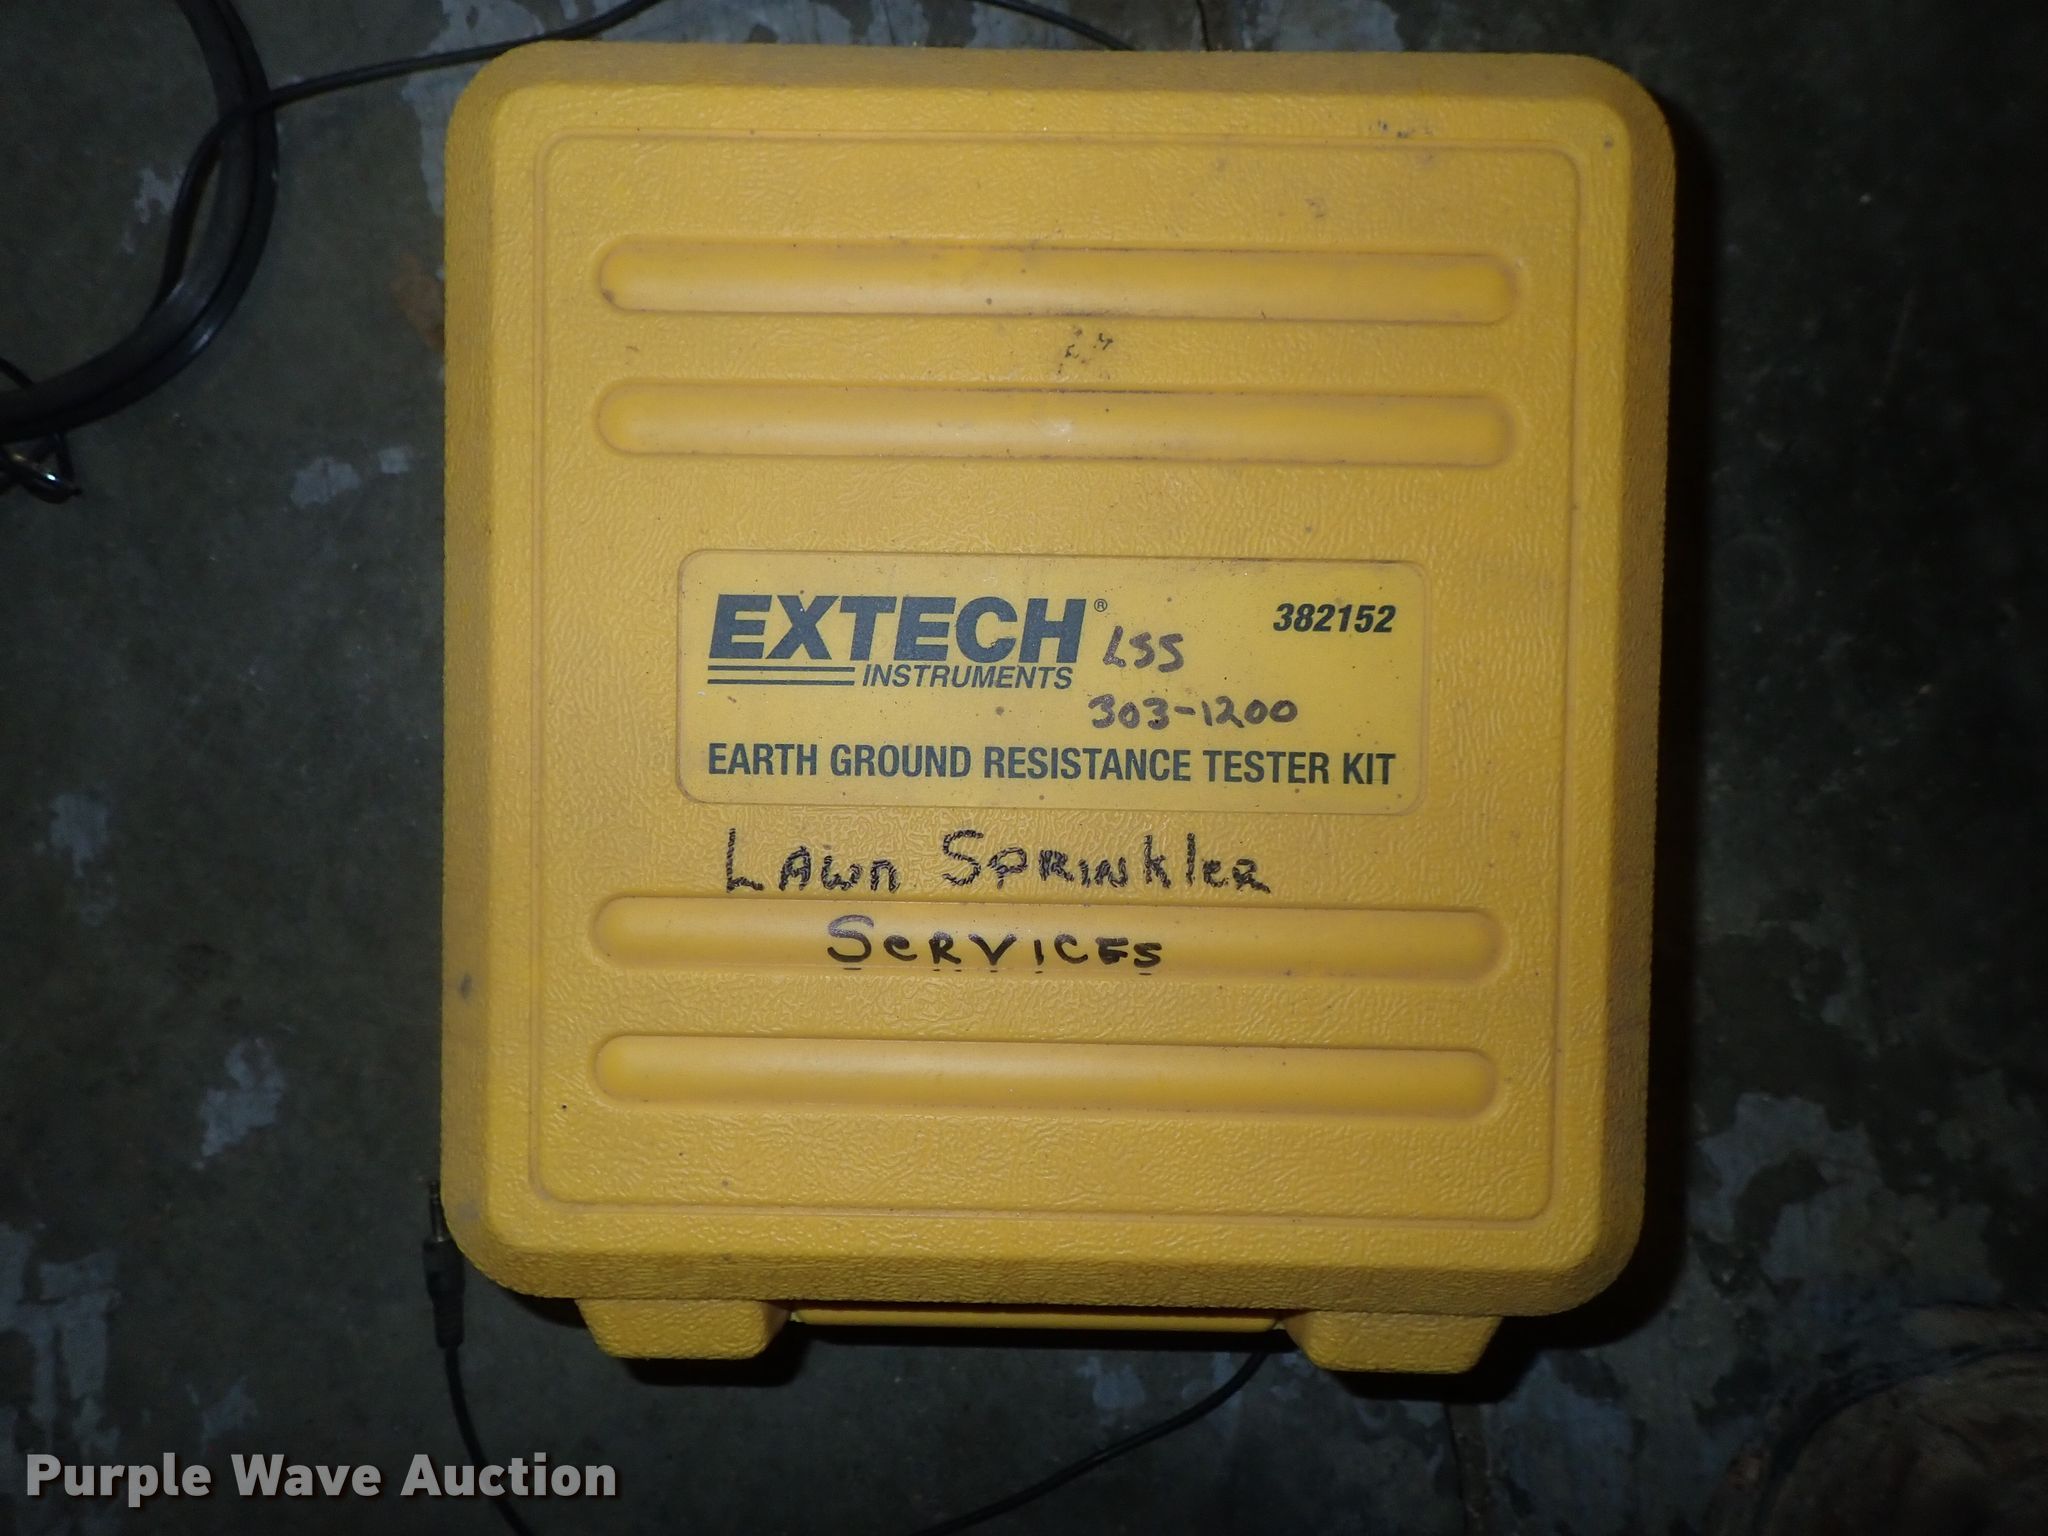 EXTECH® LSS 382152
INSTRUMENTS
303-1200
EARTH GROUND RESISTANCE TESTER KIT
LAwn SPRINKleR
SeRVICES
Purple Wave Auction